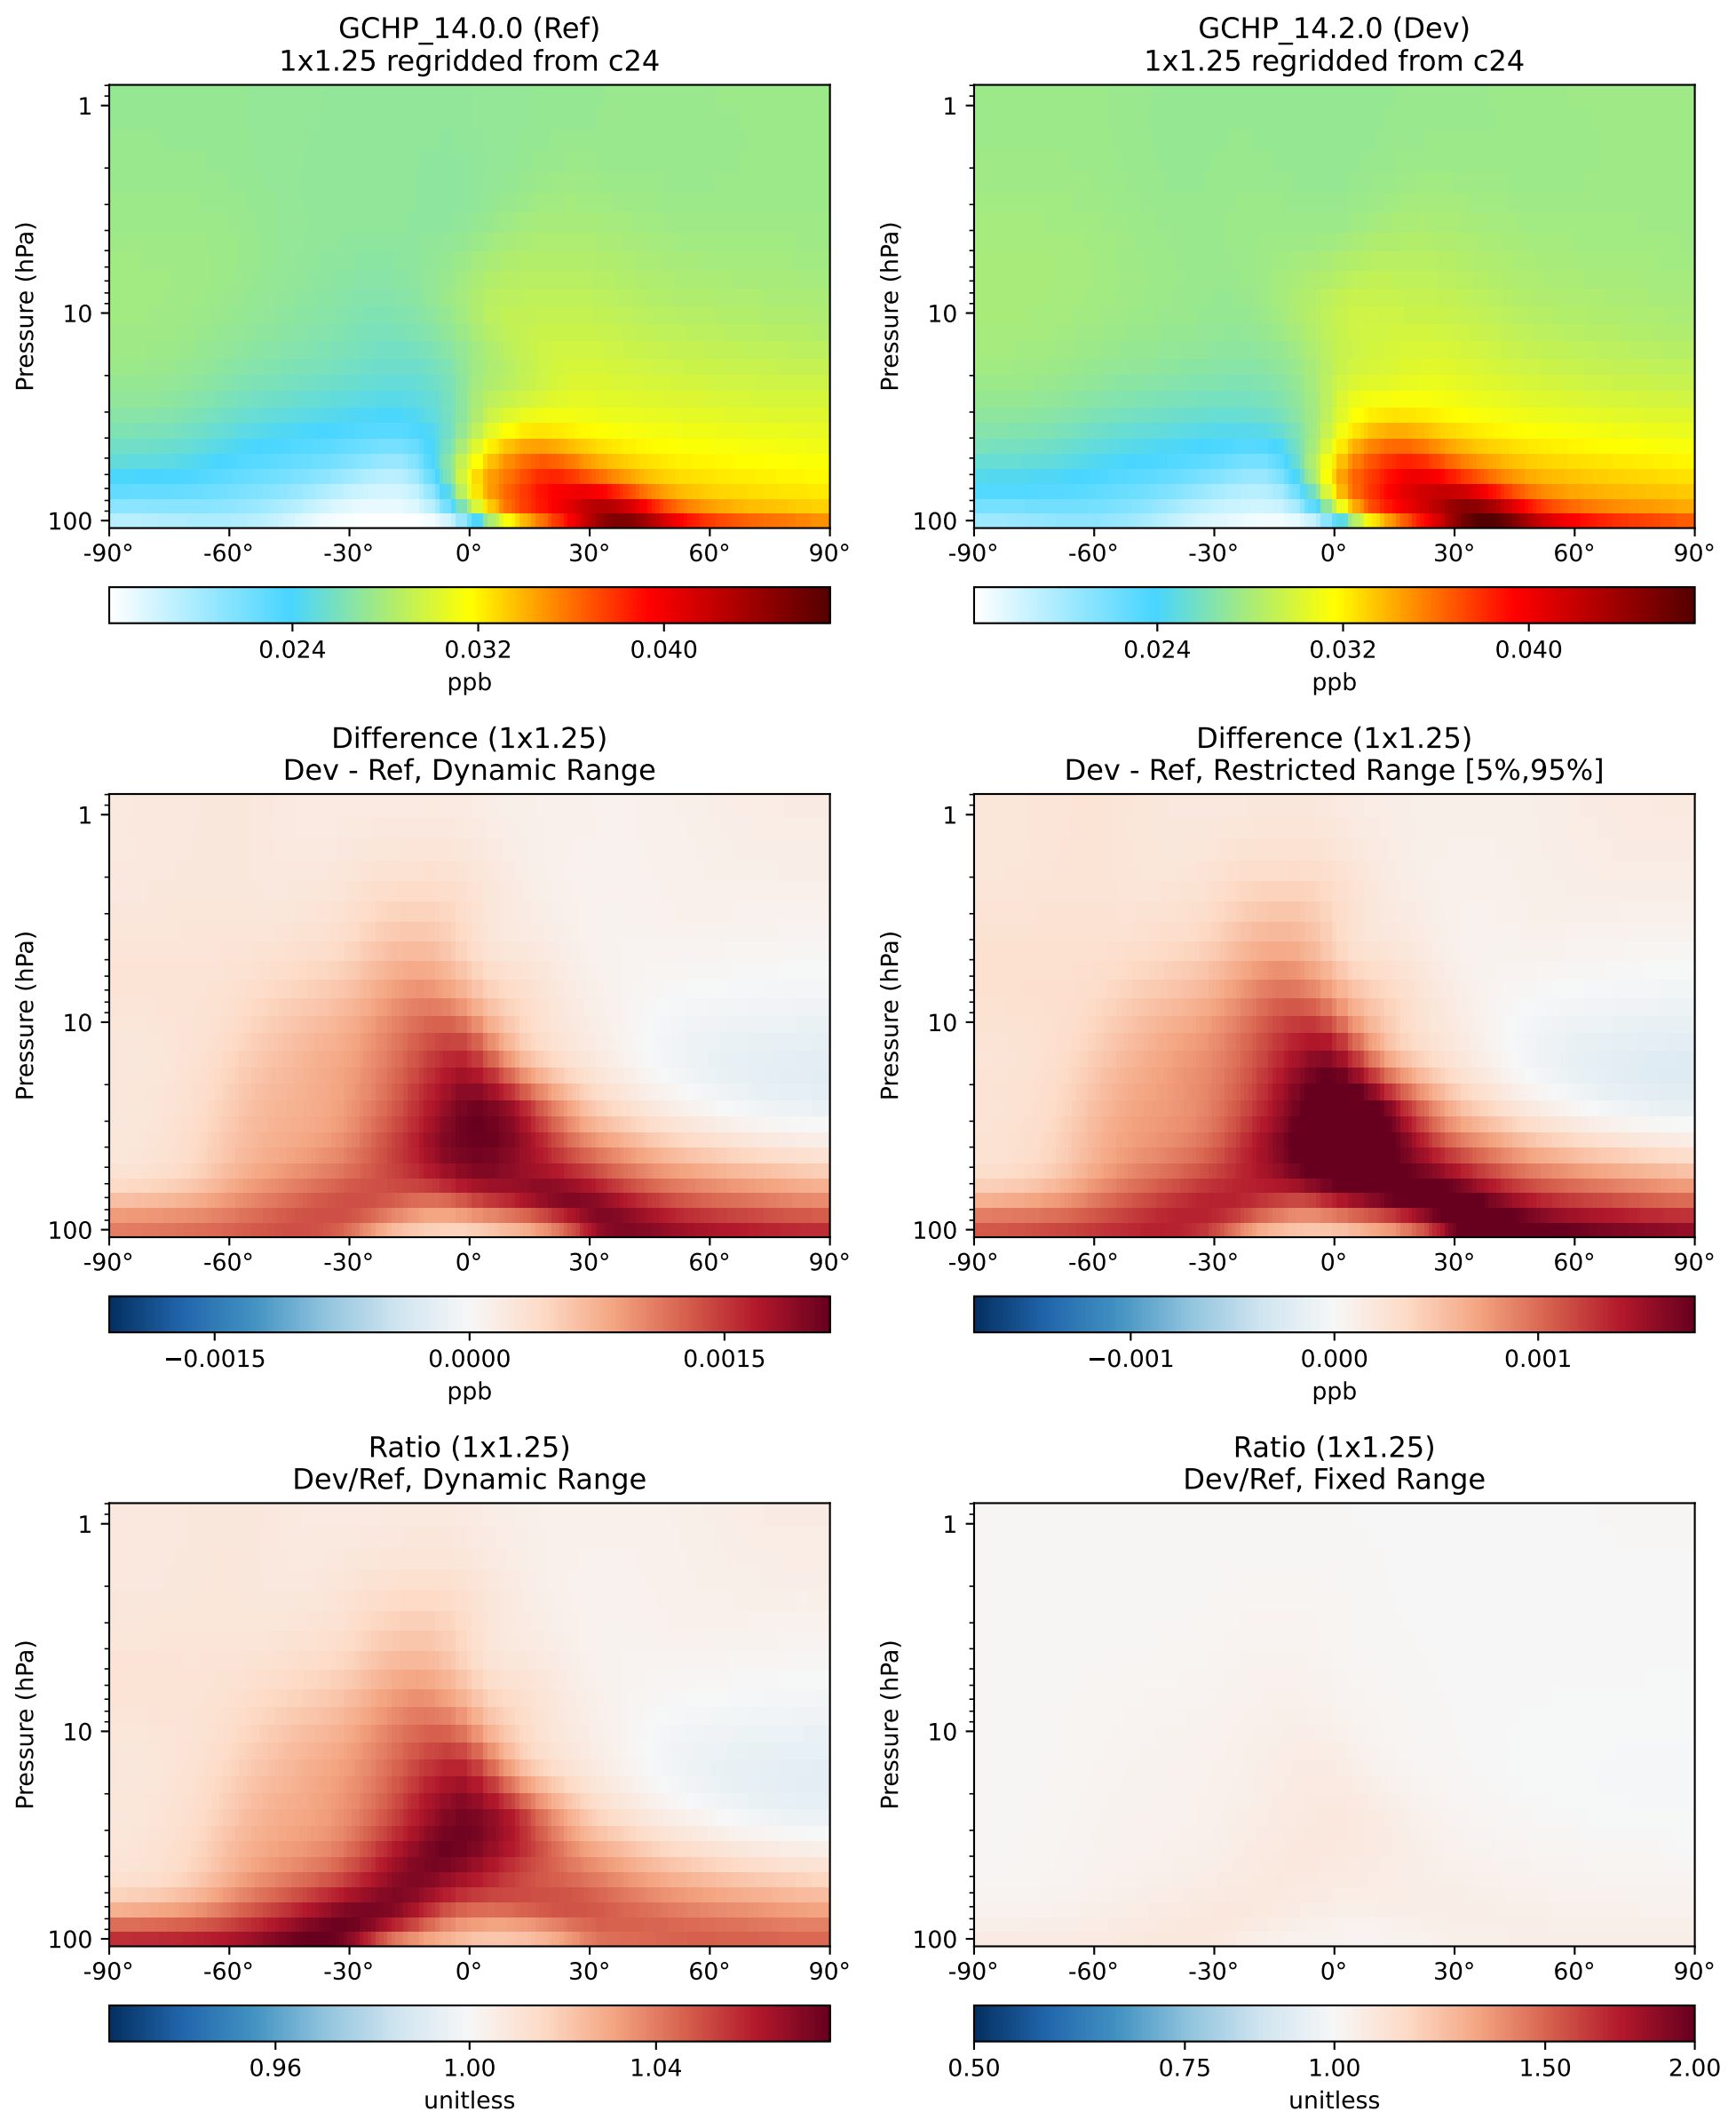 GCHP_14.0.0 (Ref)
1x1.25 regridded from c24
Pressure (hPa)
1
10
100
-90° -60° -30° 0° 30° 60° 90°
0.024 0.032 0.040
ppb
GCHP_14.2.0 (Dev)
1x1.25 regridded from c24
Pressure (hPa)
1
10
100
-90° -60° -30° 0° 30° 60° 90°
0.024 0.032 0.040
ppb
Difference (1x1.25)
Dev - Ref, Dynamic Range
Pressure (hPa)
1
10
100
-90° -60° -30° 0° 30° 60° 90°
−0.0015 0.0000 0.0015
ppb
Difference (1x1.25)
Dev - Ref, Restricted Range [5%,95%]
Pressure (hPa)
1
10
100
-90° -60° -30° 0° 30° 60° 90°
−0.001 0.000 0.001
ppb
Ratio (1x1.25)
Dev/Ref, Dynamic Range
Pressure (hPa)
1
10
100
-90° -60° -30° 0° 30° 60° 90°
0.96 1.00 1.04
unitless
Ratio (1x1.25)
Dev/Ref, Fixed Range
Pressure (hPa)
1
10
100
-90° -60° -30° 0° 30° 60° 90°
0.50 0.75 1.00 1.50 2.00
unitless